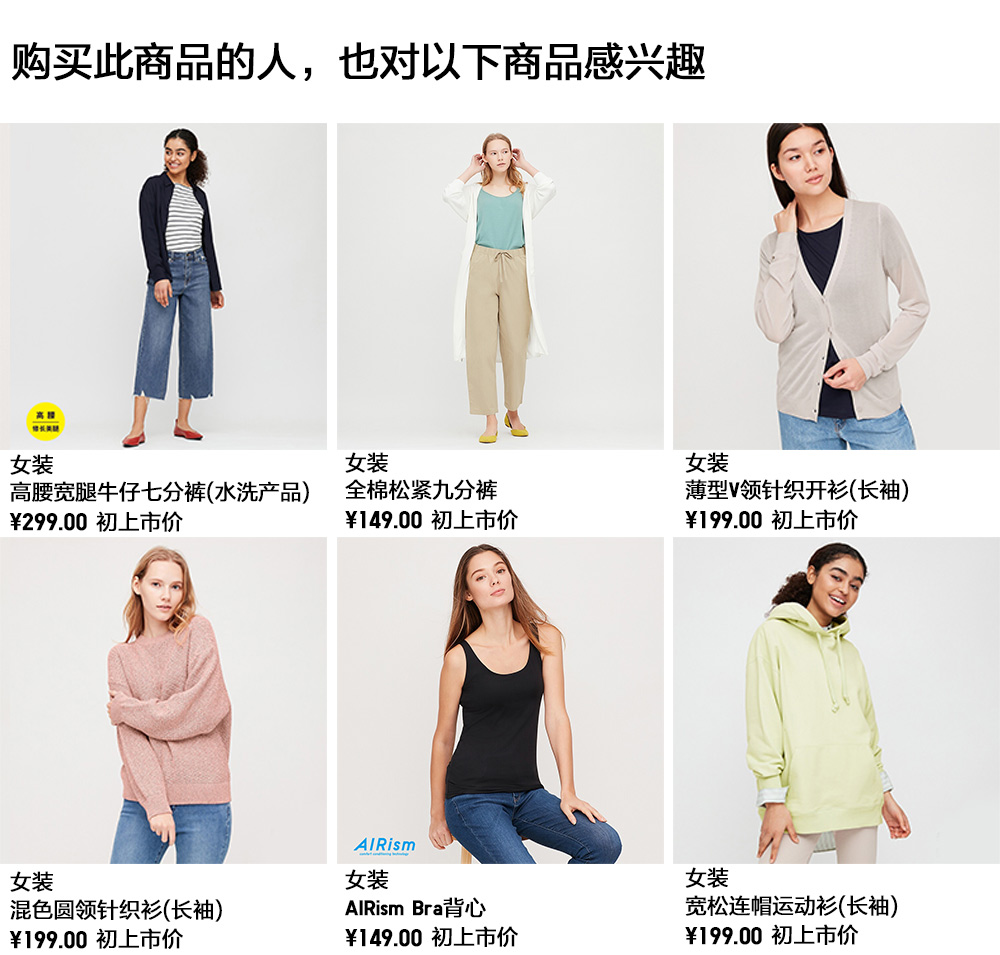 购买此商品的人，也对以下商品感兴趣
高腰
修长美腿
女装
高腰宽腿牛仔七分裤(水洗产品)
¥299.00 初上市价
女装
全棉松紧九分裤
¥149.00 初上市价
女装
薄型V领针织开衫(长袖)
¥199.00 初上市价
女装
混色圆领针织衫(长袖)
¥199.00 初上市价
AIRism
comfort conditioning technology
女装
AIRism Bra背心
¥149.00 初上市价
女装
宽松连帽运动衫(长袖)
¥199.00 初上市价